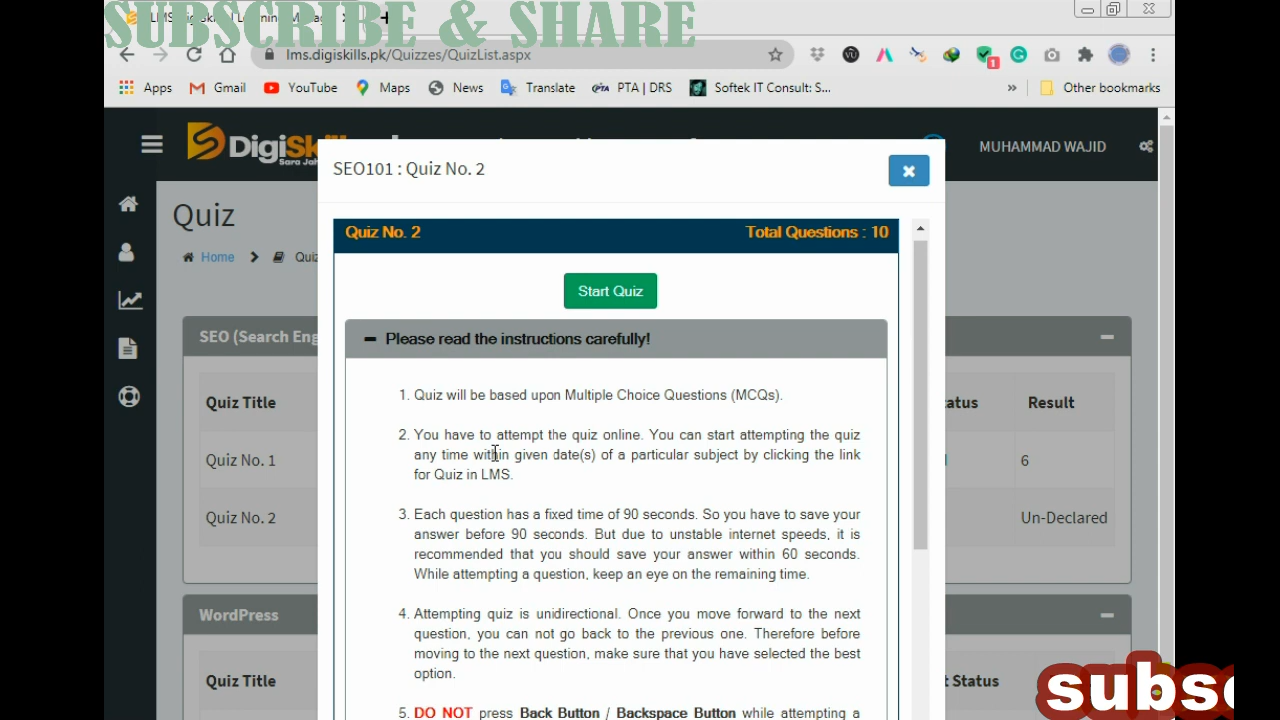 SUBSCRIBE & SHARE
lms.digiskills.pk/Quizzes/QuizList.aspx
Apps Gmail YouTube Maps News Translate PTA | DRS Softek IT Consult: S... » Other bookmarks
DigiSkill
MUHAMMAD WAJID
SEO101 : Quiz No. 2
Quiz
Home
Quiz No. 2 Total Questions : 10
Start Quiz
SEO (Search Eng
Please read the instructions carefully!
Quiz Title atus Result
1. Quiz will be based upon Multiple Choice Questions (MCQs).
2. You have to attempt the quiz online. You can start attempting the quiz
any time within given date(s) of a particular subject by clicking the link
for Quiz in LMS.
Quiz No. 1 6
3. Each question has a fixed time of 90 seconds. So you have to save your
answer before 90 seconds. But due to unstable internet speeds, it is
recommended that you should save your answer within 60 seconds.
While attempting a question, keep an eye on the remaining time.
Quiz No. 2 Un-Declared
4. Attempting quiz is unidirectional. Once you move forward to the next
question, you can not go back to the previous one. Therefore before
moving to the next question, make sure that you have selected the best
option.
WordPress
Quiz Title t Status
5. DO NOT press Back Button / Backspace Button while attempting a
subsc